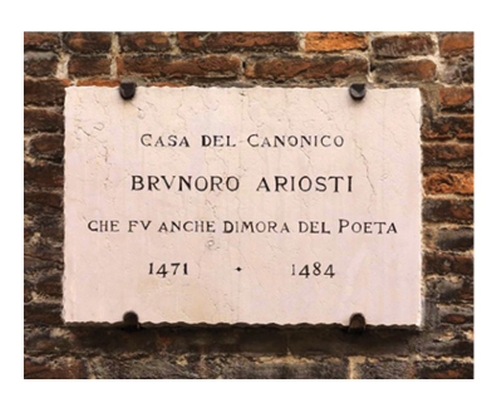 CASA DEL CANONICO
BRVNORO ARIOSTI
CHE FV ANCHE DIMORA DEL POETA
1471 • 1484